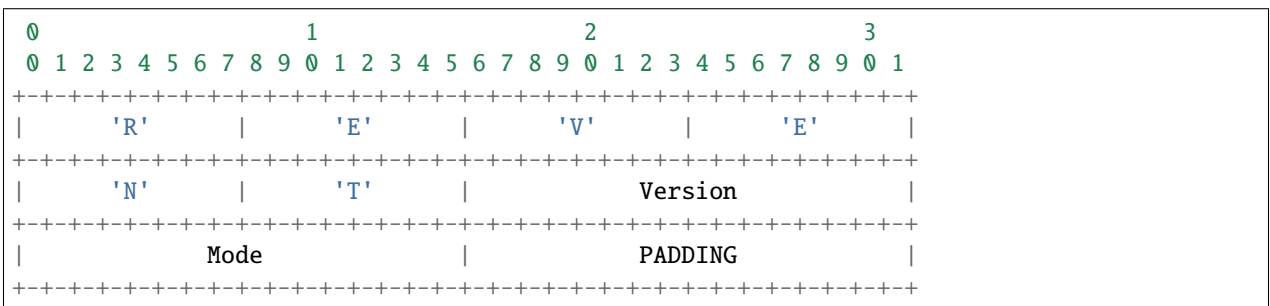 0                   1                   2                   3
 0 1 2 3 4 5 6 7 8 9 0 1 2 3 4 5 6 7 8 9 0 1 2 3 4 5 6 7 8 9 0 1
+-+-+-+-+-+-+-+-+-+-+-+-+-+-+-+-+-+-+-+-+-+-+-+-+-+-+-+-+-+-+-+-+
|      'R'      |      'E'      |      'V'      |      'E'      |
+-+-+-+-+-+-+-+-+-+-+-+-+-+-+-+-+-+-+-+-+-+-+-+-+-+-+-+-+-+-+-+-+
|      'N'      |      'T'      |            Version            |
+-+-+-+-+-+-+-+-+-+-+-+-+-+-+-+-+-+-+-+-+-+-+-+-+-+-+-+-+-+-+-+-+
|             Mode              |            PADDING            |
+-+-+-+-+-+-+-+-+-+-+-+-+-+-+-+-+-+-+-+-+-+-+-+-+-+-+-+-+-+-+-+-+